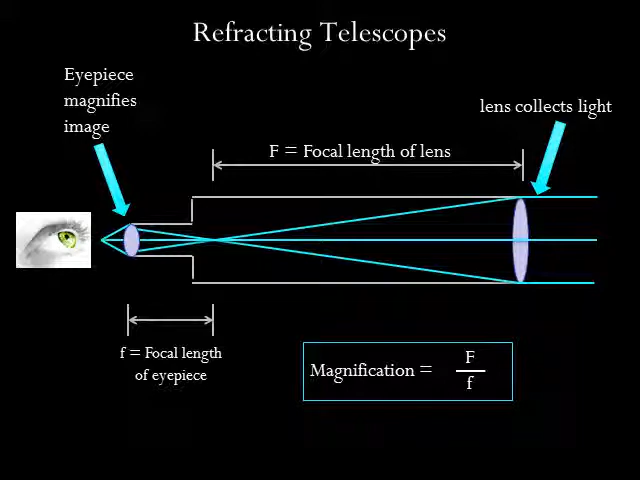 Refracting Telescopes
Eyepiece
magnifies
image
lens collects light
F = Focal length of lens
f = Focal length
of eyepiece
Magnification =
F
f